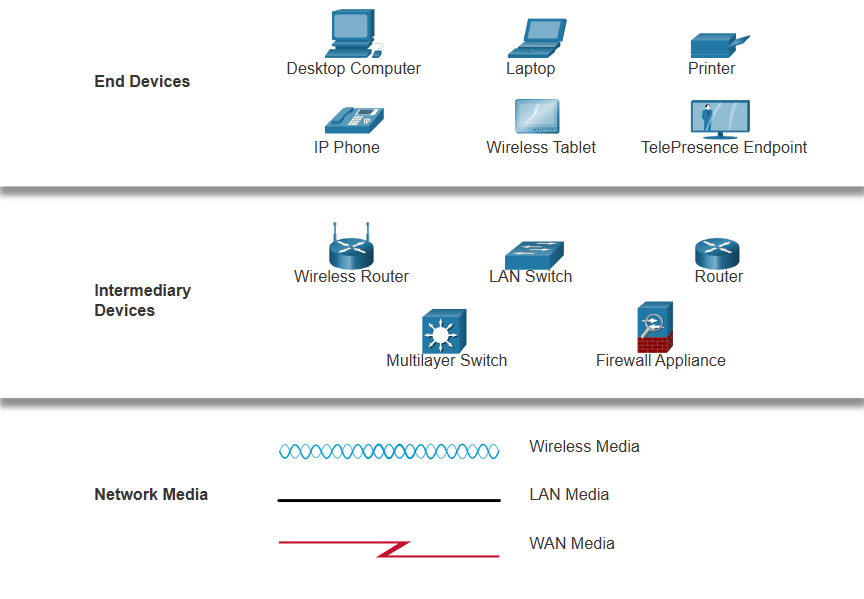 End Devices
Desktop Computer
Laptop
Printer
IP
IP Phone
Wireless Tablet
TelePresence Endpoint
Intermediary
Devices
Wireless Router
LAN Switch
Router
Multilayer Switch
Firewall Appliance
Network Media
Wireless Media
LAN Media
WAN Media